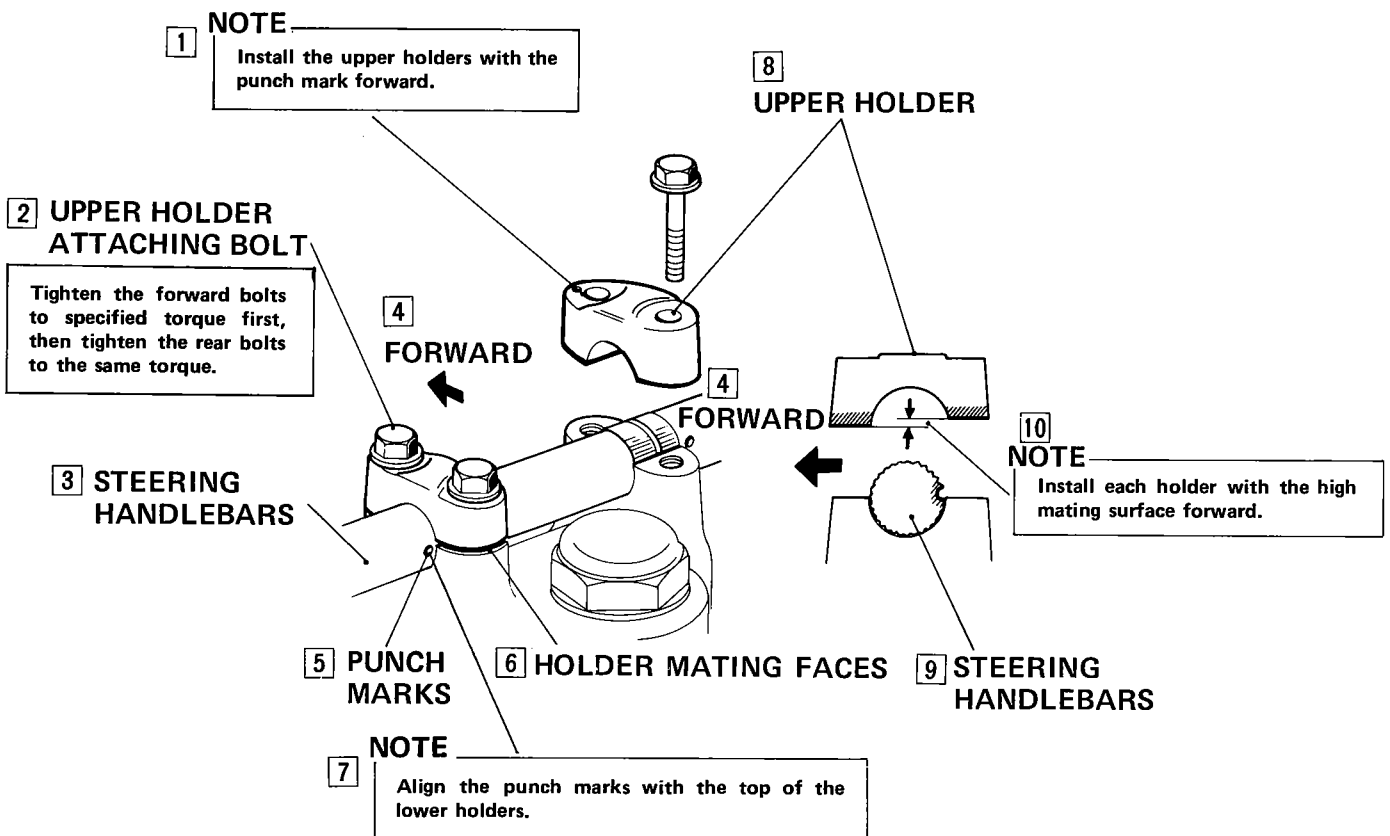 1
NOTE
Install the upper holders with the
punch mark forward.
8
UPPER HOLDER
2 UPPER HOLDER
ATTACHING BOLT
Tighten the forward bolts
to specified torque first,
then tighten the rear bolts
to the same torque.
4
FORWARD
4
FORWARD
10
NOTE
Install each holder with the high
mating surface forward.
3 STEERING
HANDLEBARS
5 PUNCH
MARKS
6 HOLDER MATING FACES
9 STEERING
HANDLEBARS
7
NOTE
Align the punch marks with the top of the
lower holders.